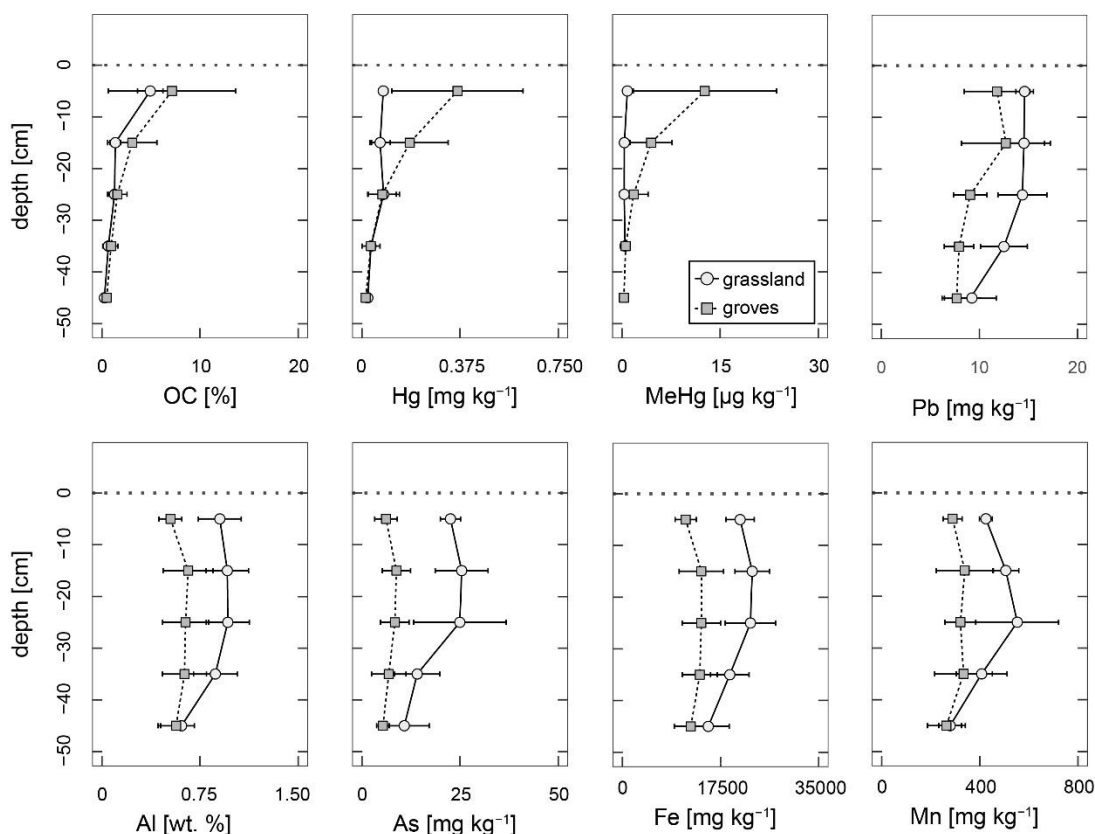 depth [cm]
0
−10
−20
−30
−40
−50
0 10 20
OC [%]
0 0.375 0.750
Hg [mg kg⁻¹]
0 15 30
MeHg [µg kg⁻¹]
grassland
groves
0 10 20
Pb [mg kg⁻¹]
depth [cm]
0
−10
−20
−30
−40
−50
0 0.75 1.50
Al [wt. %]
0 25 50
As [mg kg⁻¹]
0 17500 35000
Fe [mg kg⁻¹]
0 400 800
Mn [mg kg⁻¹]